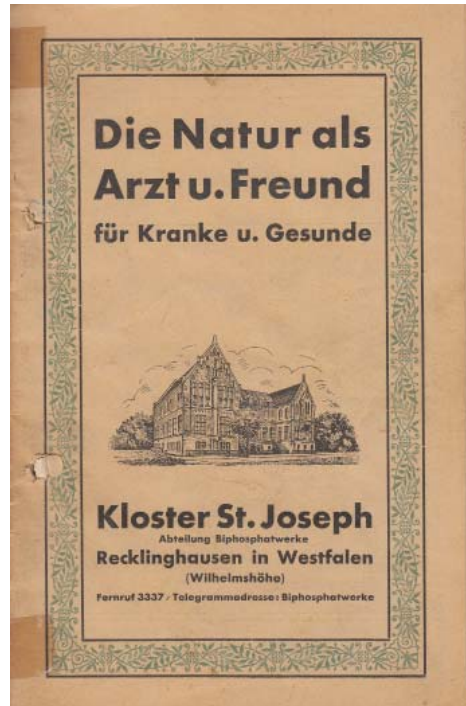 Die Natur als
Arzt u. Freund
für Kranke u. Gesunde
Kloster St. Joseph
Abteilung Biphosphatwerke
Recklinghausen in Westfalen
(Wilhelmshöhe)
Fernruf 3337 / Telegrammadresse: Biphosphatwerke